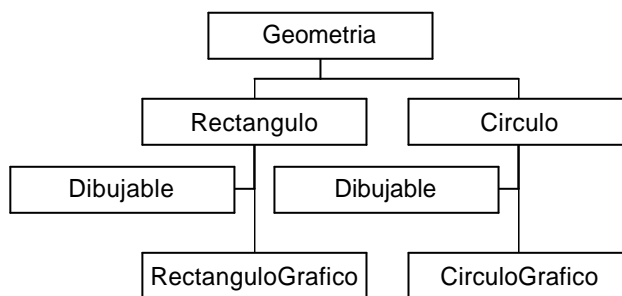 Geometria
Rectangulo
Circulo
Dibujable
Dibujable
RectanguloGrafico
CirculoGrafico